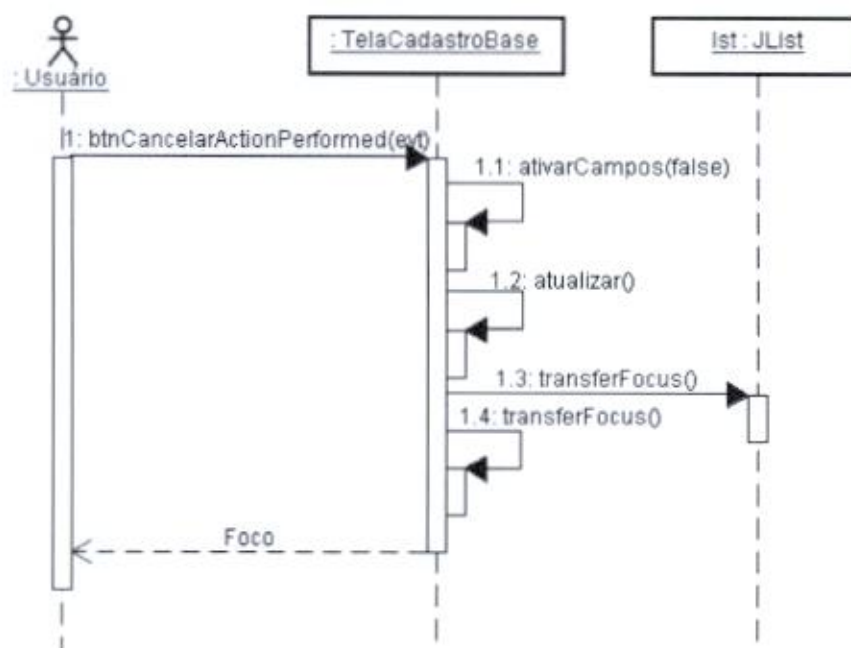 : TelaCadastroBase
lst : JList
: Usuário
1: btnCancelarActionPerformed(evt)
1.1: ativarCampos(false)
1.2: atualizar()
1.3: transferFocus()
1.4: transferFocus()
Foco